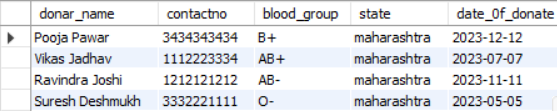 donar_name contactno blood_group state date_0f_donate
Pooja Pawar 3434343434 B+ maharashtra 2023-12-12
Vikas Jadhav 1112223334 AB+ maharashtra 2023-07-07
Ravindra Joshi 1212121212 AB- maharashtra 2023-11-11
Suresh Deshmukh 3332221111 O- maharashtra 2023-05-05